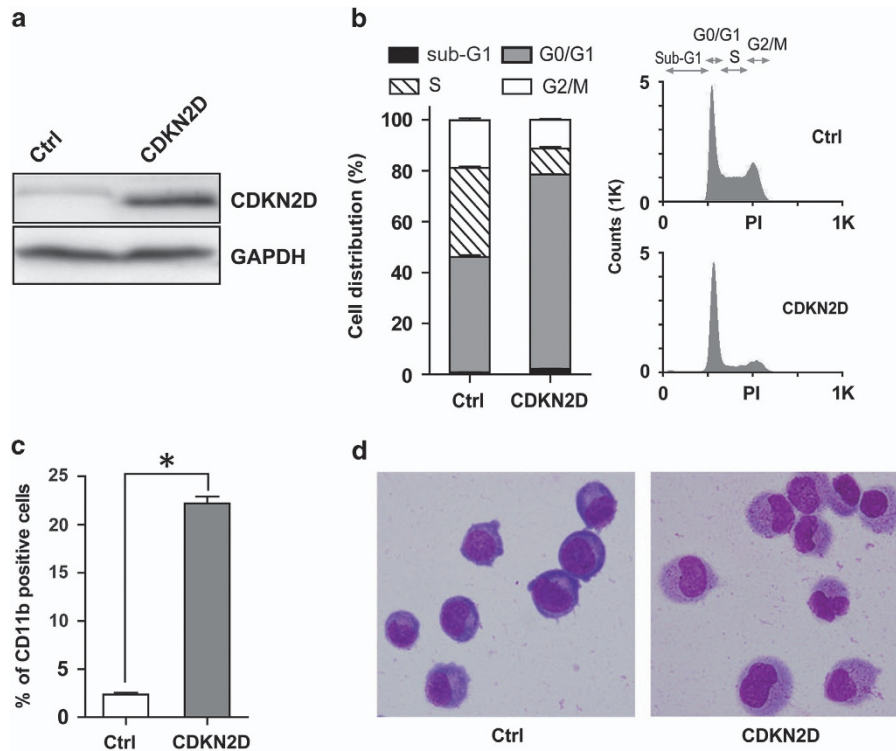 a
Ctrl CDKN2D
CDKN2D
GAPDH
b
sub-G1 G0/G1
S G2/M
Cell distribution (%)
100
80
60
40
20
0
Ctrl CDKN2D
G0/G1
Sub-G1 S G2/M
Counts (1K)
5
Ctrl
0
0 PI 1K
5
CDKN2D
0
0 PI 1K
c
% of CD11b positive cells
25
20
15
10
5
0
*
Ctrl CDKN2D
d
Ctrl CDKN2D